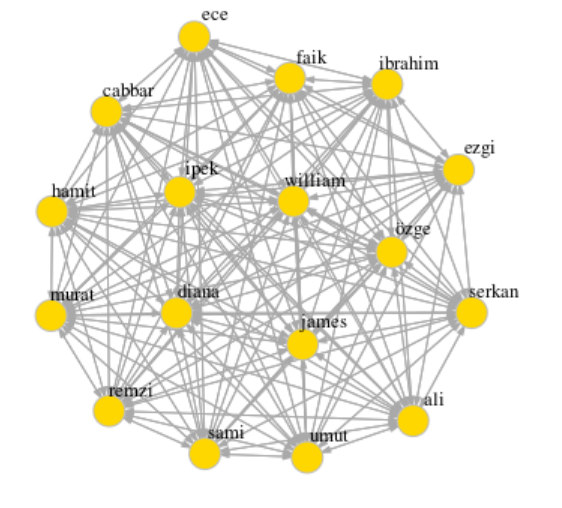 ece
faik
ibrahim
cabbar
ezgi
ipek
william
hamit
özge
murat
diana
serkan
james
remzi
ali
sami
umut